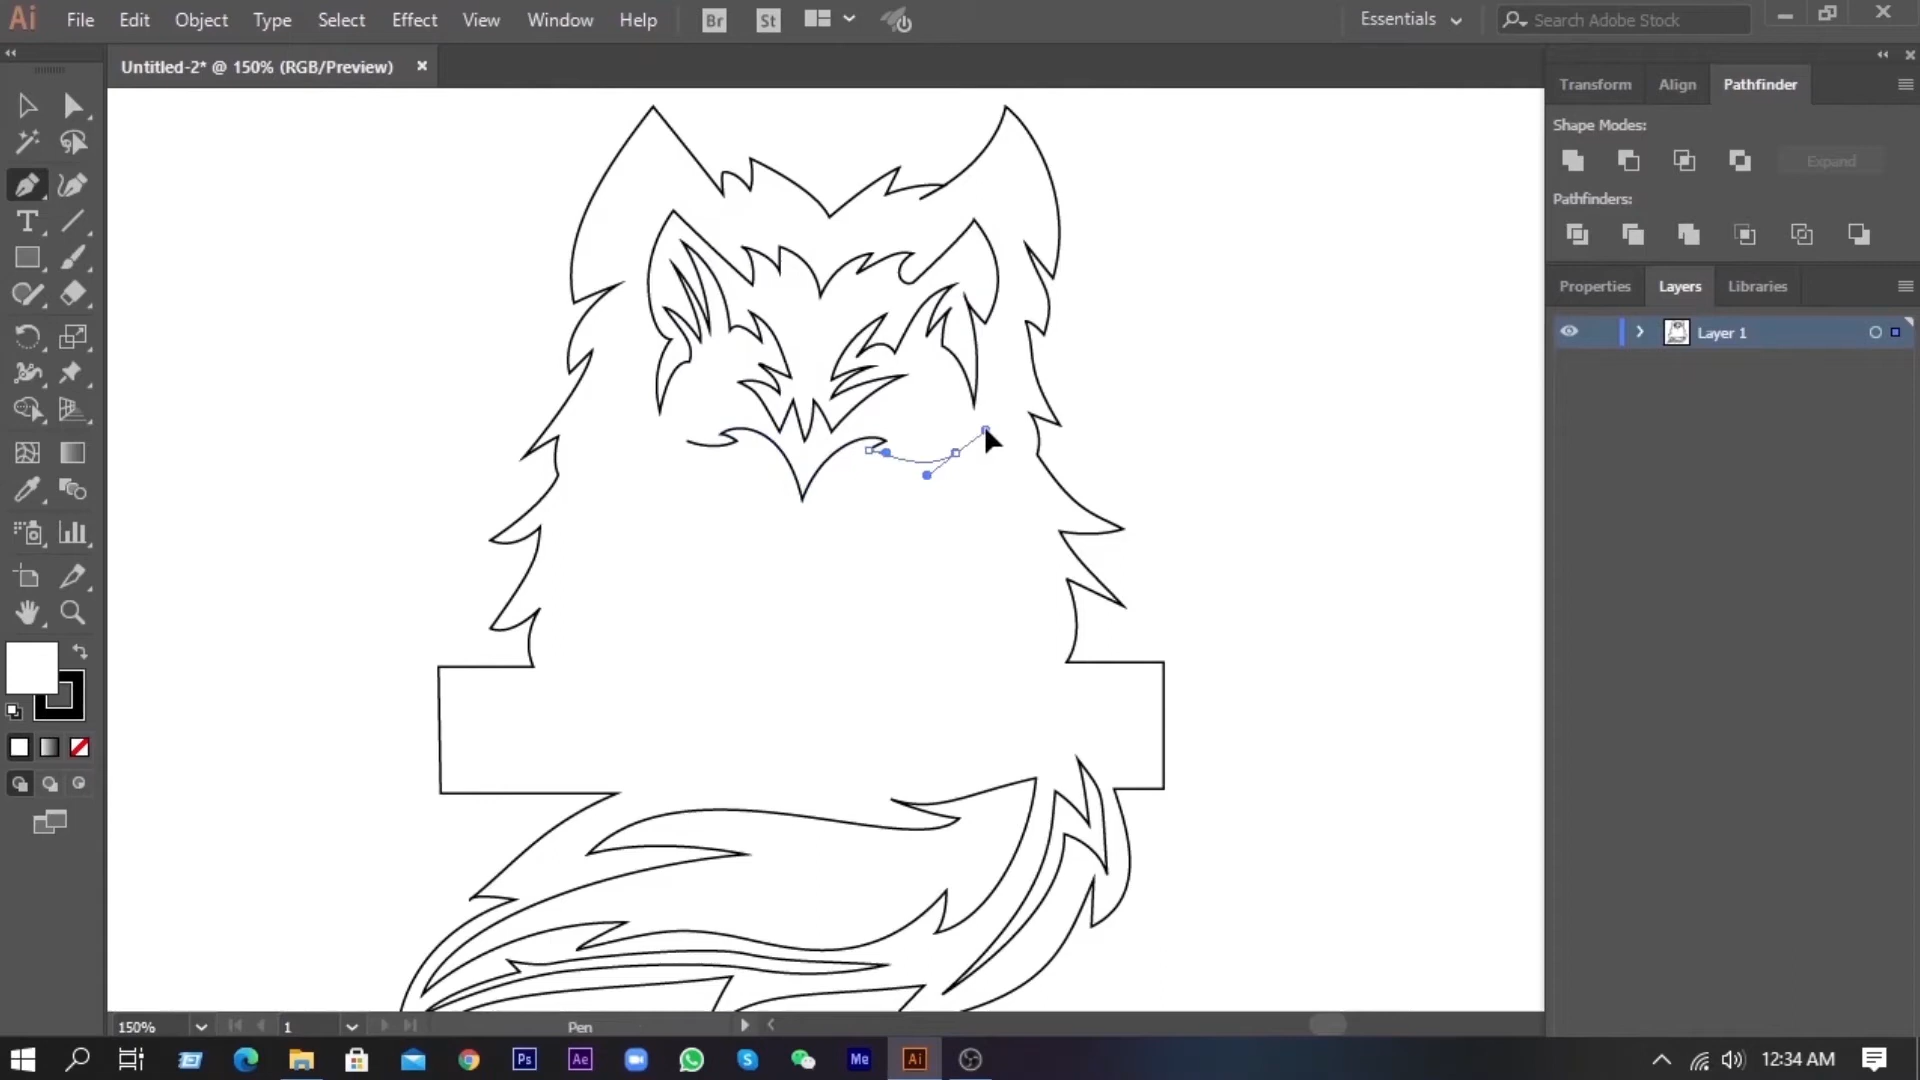 Ai File Edit Object Type Select Effect View Window Help Br St Essentials Search Adobe Stock
Untitled-2* @ 150% (RGB/Preview)
Transform Align Pathfinder
Shape Modes:
Expand
Pathfinders:
Properties Layers Libraries
Layer 1
T
150% 1 Pen
Ps Ae S Me Ai 12:34 AM